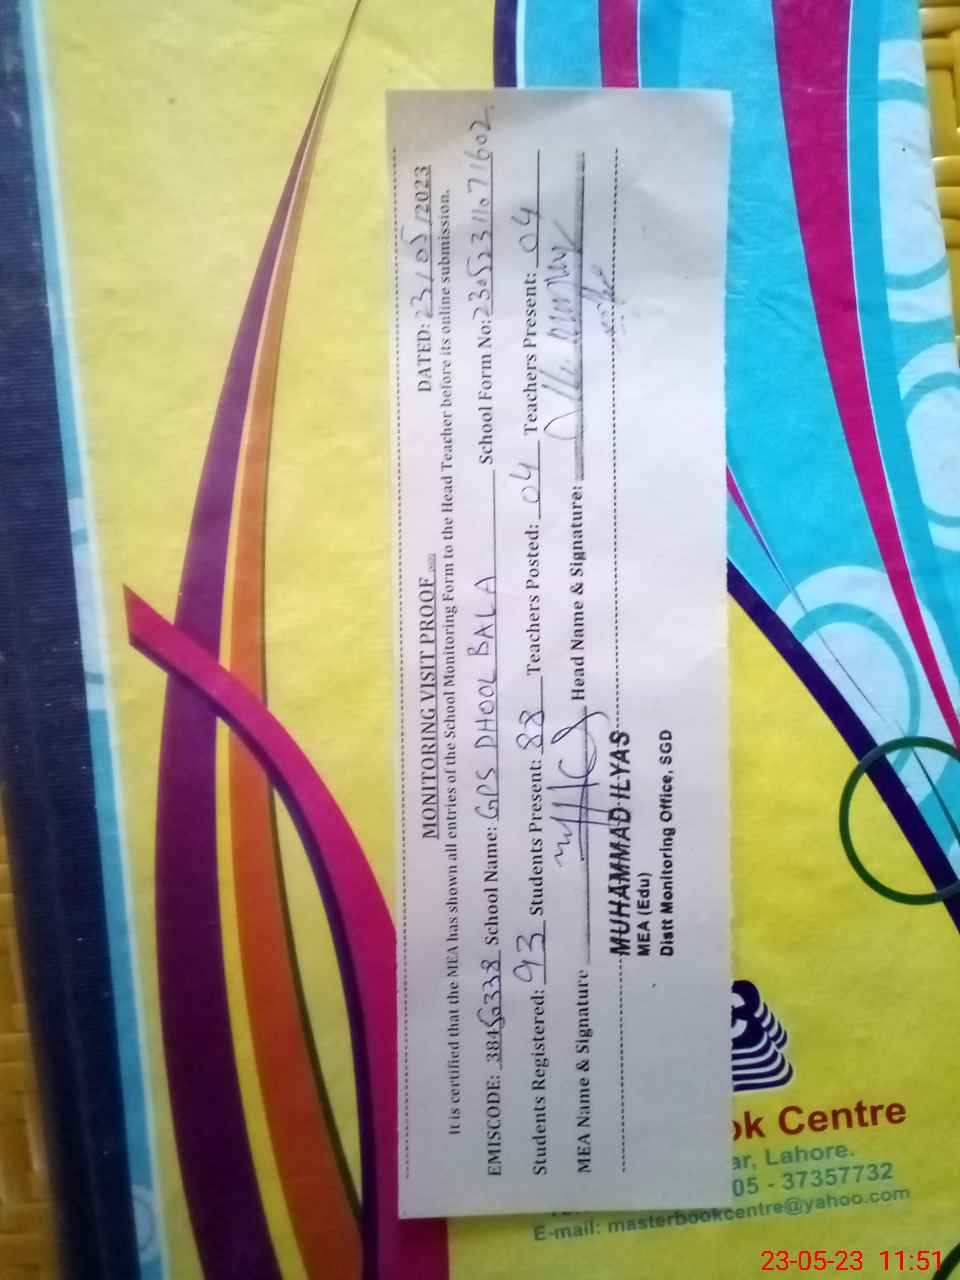 MONITORING VISIT PROOF
DATED: 23/05/2023
It is certified that the MEA has shown all entries of the School Monitoring Form to the Head Teacher before its online submission.
EMISCODE: School Name: GPS DHOOL BALA School Form No:
Students Registered: 93 Students Present: 88 Teachers Posted: 04 Teachers Present: 04
MEA Name & Signature Head Name & Signature:
MUHAMMAD ILYAS
MEA (Edu)
Distt Monitoring Office, SGD
ok Centre
ar, Lahore.
05 - 37357732
E-mail: masterbookcentre@yahoo.com
23-05-23 11:51